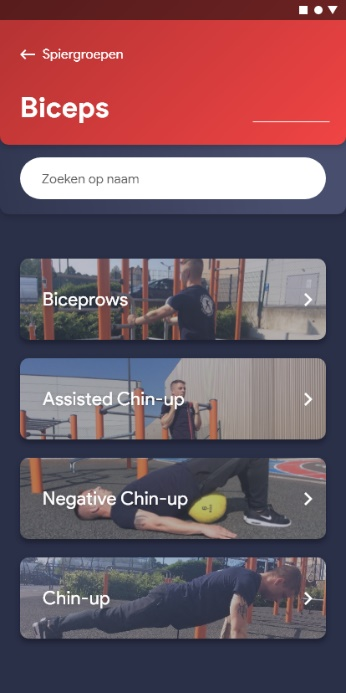 Spiergroepen
Biceps
Zoeken op naam
Biceprows
Assisted Chin-up
Negative Chin-up
Chin-up